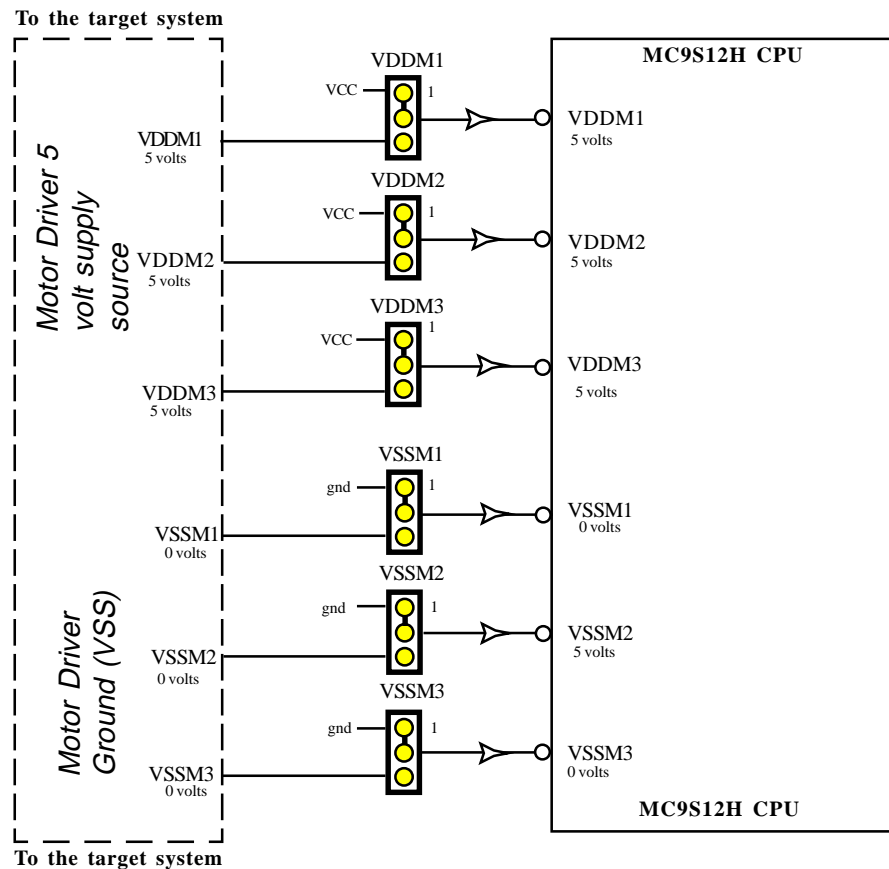 To the target system
MC9S12H CPU
VDDM1
VCC
1
VDDM1
5 volts
VDDM1
5 volts
VDDM2
VCC
1
VDDM2
5 volts
VDDM2
5 volts
Motor Driver 5
volt supply
source
VDDM3
VCC
1
VDDM3
5 volts
VDDM3
5 volts
VSSM1
gnd
1
VSSM1
0 volts
VSSM1
0 volts
VSSM2
gnd
1
VSSM2
0 volts
VSSM2
5 volts
Motor Driver
Ground (VSS)
VSSM3
gnd
1
VSSM3
0 volts
VSSM3
0 volts
MC9S12H CPU
To the target system